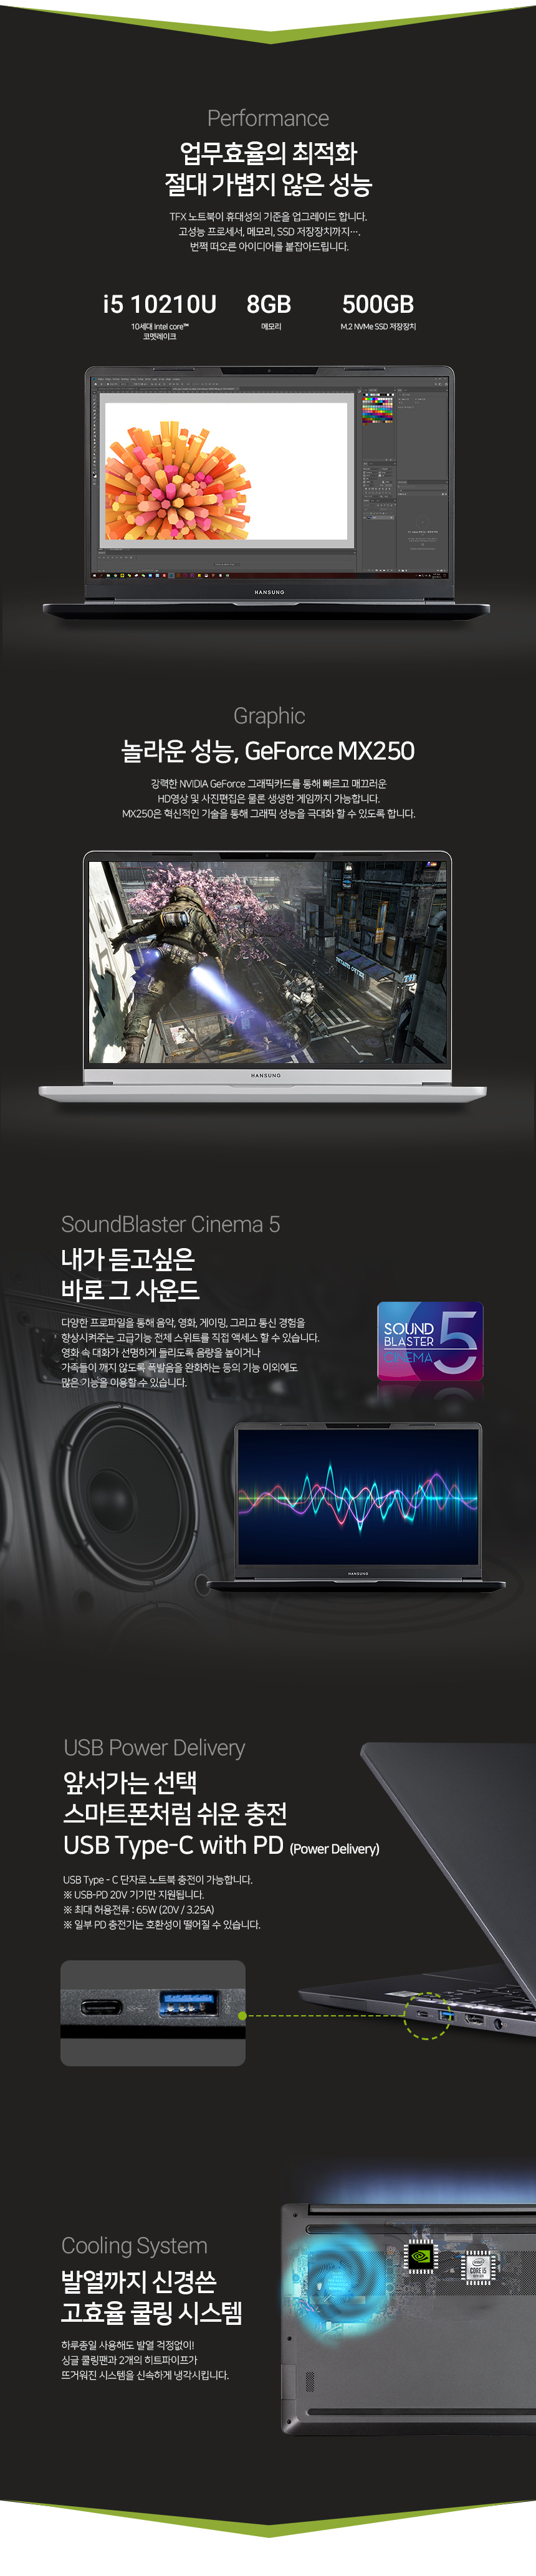 Performance
업무효율의 최적화
절대 가볍지 않은 성능
TFX 노트북이 휴대성의 기준을 업그레이드 합니다.
고성능 프로세서, 메모리, SSD 저장장치까지….
번쩍 떠오른 아이디어를 붙잡아드립니다.
i5 10210U 8GB 500GB
10세대 Intel core™ 메모리 M.2 NVMe SSD 저장장치
코멧레이크
HANSUNG
Graphic
놀라운 성능, GeForce MX250
강력한 NVIDIA GeForce 그래픽카드를 통해 빠르고 매끄러운
HD영상 및 사진편집은 물론 생생한 게임까지 가능합니다.
MX250은 혁신적인 기술을 통해 그래픽 성능을 극대화 할 수 있도록 합니다.
HANSUNG
SoundBlaster Cinema 5
내가 듣고싶은
바로 그 사운드
다양한 프로파일을 통해 음악, 영화, 게이밍, 그리고 통신 경험을
향상시켜주는 고급기능 전체 스위트를 직접 액세스 할 수 있습니다.
영화 속 대화가 선명하게 들리도록 음량을 높이거나
가족들이 깨지 않도록 폭발음을 완화하는 등의 기능 이외에도
많은 기능을 이용할 수 있습니다.
SOUND
BLASTER
CINEMA 5
HANSUNG
USB Power Delivery
앞서가는 선택
스마트폰처럼 쉬운 충전
USB Type-C with PD (Power Delivery)
USB Type - C 단자로 노트북 충전이 가능합니다.
※ USB-PD 20V 기기만 지원됩니다.
※ 최대 허용전류 : 65W (20V / 3.25A)
※ 일부 PD 충전기는 호환성이 떨어질 수 있습니다.
Cooling System
발열까지 신경쓴
고효율 쿨링 시스템
하루종일 사용해도 발열 걱정없이!
싱글 쿨링팬과 2개의 히트파이프가
뜨거워진 시스템을 신속하게 냉각시킵니다.
CORE i5